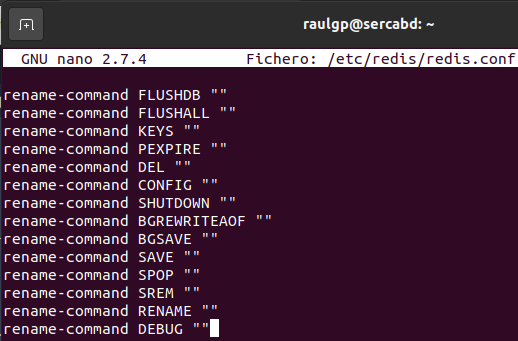 raulgp@sercabd: ~
GNU nano 2.7.4 Fichero: /etc/redis/redis.conf
rename-command FLUSHDB ""
rename-command FLUSHALL ""
rename-command KEYS ""
rename-command PEXPIRE ""
rename-command DEL ""
rename-command CONFIG ""
rename-command SHUTDOWN ""
rename-command BGREWRITEAOF ""
rename-command BGSAVE ""
rename-command SAVE ""
rename-command SPOP ""
rename-command SREM ""
rename-command RENAME ""
rename-command DEBUG ""